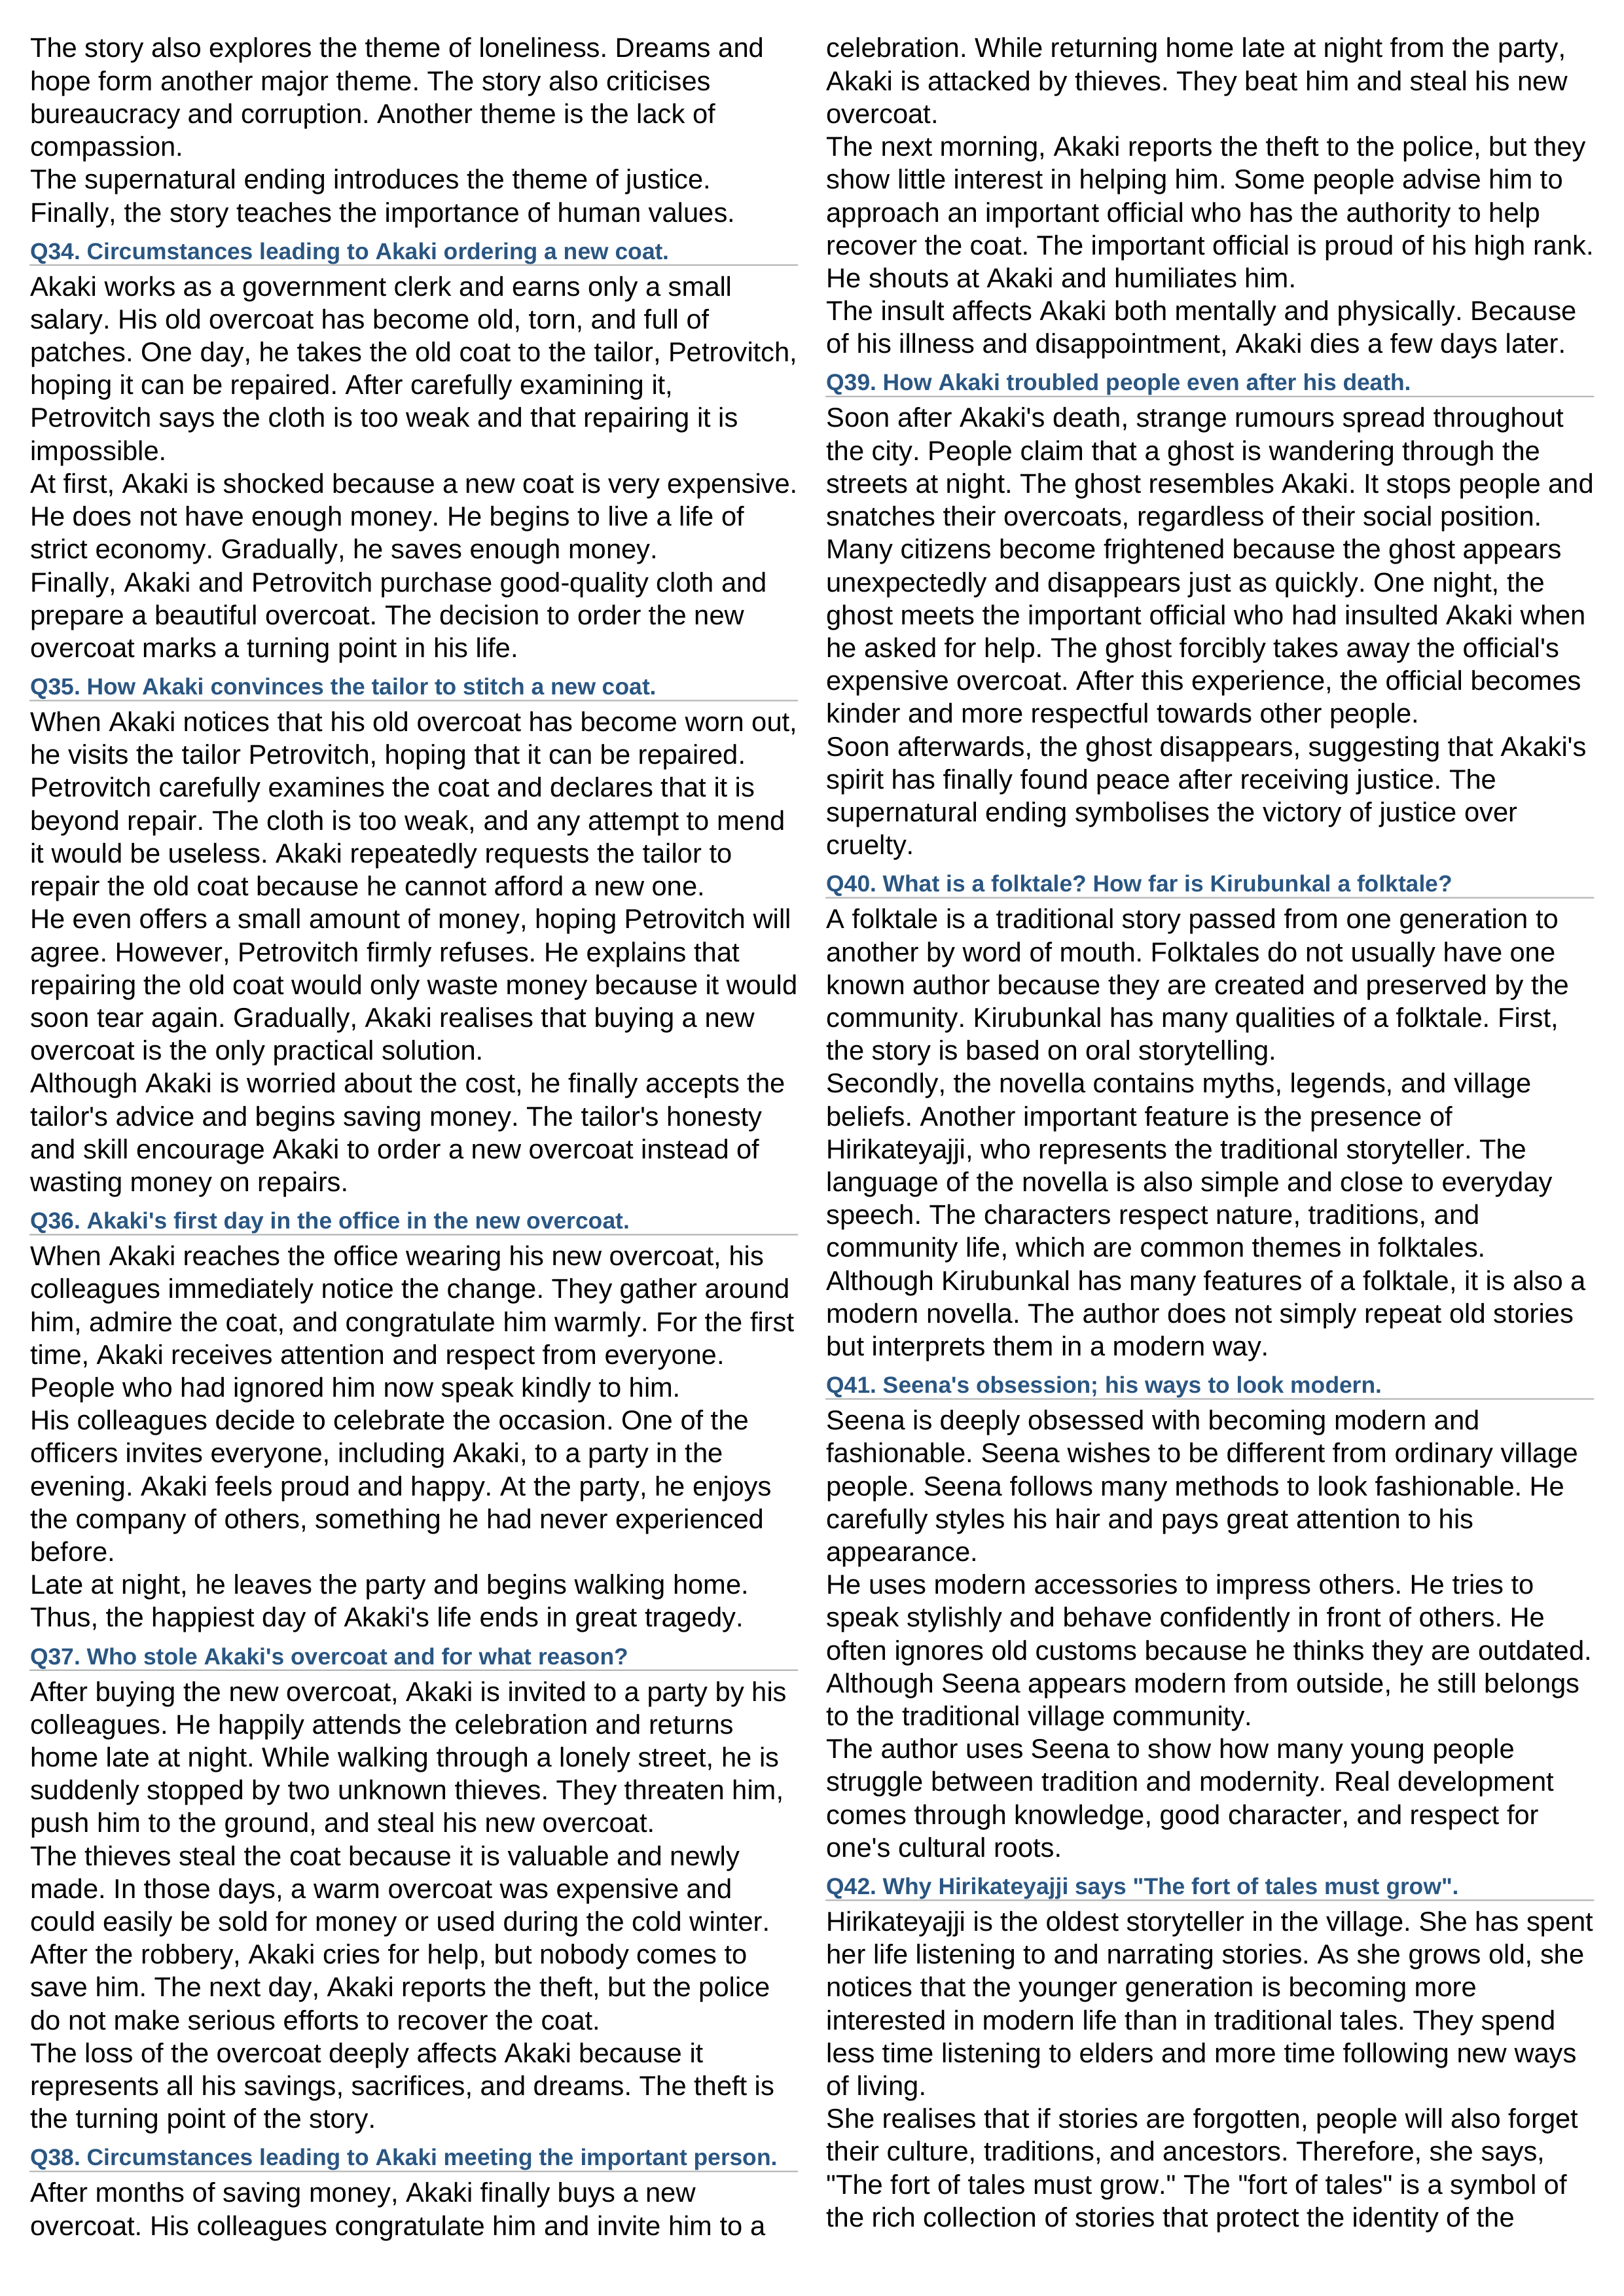 The story also explores the theme of loneliness. Dreams and
hope form another major theme. The story also criticises
bureaucracy and corruption. Another theme is the lack of
compassion.
The supernatural ending introduces the theme of justice.
Finally, the story teaches the importance of human values.
Q34. Circumstances leading to Akaki ordering a new coat.
Akaki works as a government clerk and earns only a small
salary. His old overcoat has become old, torn, and full of
patches. One day, he takes the old coat to the tailor, Petrovitch,
hoping it can be repaired. After carefully examining it,
Petrovitch says the cloth is too weak and that repairing it is
impossible.
At first, Akaki is shocked because a new coat is very expensive.
He does not have enough money. He begins to live a life of
strict economy. Gradually, he saves enough money.
Finally, Akaki and Petrovitch purchase good-quality cloth and
prepare a beautiful overcoat. The decision to order the new
overcoat marks a turning point in his life.
Q35. How Akaki convinces the tailor to stitch a new coat.
When Akaki notices that his old overcoat has become worn out,
he visits the tailor Petrovitch, hoping that it can be repaired.
Petrovitch carefully examines the coat and declares that it is
beyond repair. The cloth is too weak, and any attempt to mend
it would be useless. Akaki repeatedly requests the tailor to
repair the old coat because he cannot afford a new one.
He even offers a small amount of money, hoping Petrovitch will
agree. However, Petrovitch firmly refuses. He explains that
repairing the old coat would only waste money because it would
soon tear again. Gradually, Akaki realises that buying a new
overcoat is the only practical solution.
Although Akaki is worried about the cost, he finally accepts the
tailor's advice and begins saving money. The tailor's honesty
and skill encourage Akaki to order a new overcoat instead of
wasting money on repairs.
Q36. Akaki's first day in the office in the new overcoat.
When Akaki reaches the office wearing his new overcoat, his
colleagues immediately notice the change. They gather around
him, admire the coat, and congratulate him warmly. For the first
time, Akaki receives attention and respect from everyone.
People who had ignored him now speak kindly to him.
His colleagues decide to celebrate the occasion. One of the
officers invites everyone, including Akaki, to a party in the
evening. Akaki feels proud and happy. At the party, he enjoys
the company of others, something he had never experienced
before.
Late at night, he leaves the party and begins walking home.
Thus, the happiest day of Akaki's life ends in great tragedy.
Q37. Who stole Akaki's overcoat and for what reason?
After buying the new overcoat, Akaki is invited to a party by his
colleagues. He happily attends the celebration and returns
home late at night. While walking through a lonely street, he is
suddenly stopped by two unknown thieves. They threaten him,
push him to the ground, and steal his new overcoat.
The thieves steal the coat because it is valuable and newly
made. In those days, a warm overcoat was expensive and
could easily be sold for money or used during the cold winter.
After the robbery, Akaki cries for help, but nobody comes to
save him. The next day, Akaki reports the theft, but the police
do not make serious efforts to recover the coat.
The loss of the overcoat deeply affects Akaki because it
represents all his savings, sacrifices, and dreams. The theft is
the turning point of the story.
Q38. Circumstances leading to Akaki meeting the important person.
After months of saving money, Akaki finally buys a new
overcoat. His colleagues congratulate him and invite him to a
celebration. While returning home late at night from the party,
Akaki is attacked by thieves. They beat him and steal his new
overcoat.
The next morning, Akaki reports the theft to the police, but they
show little interest in helping him. Some people advise him to
approach an important official who has the authority to help
recover the coat. The important official is proud of his high rank.
He shouts at Akaki and humiliates him.
The insult affects Akaki both mentally and physically. Because
of his illness and disappointment, Akaki dies a few days later.
Q39. How Akaki troubled people even after his death.
Soon after Akaki's death, strange rumours spread throughout
the city. People claim that a ghost is wandering through the
streets at night. The ghost resembles Akaki. It stops people and
snatches their overcoats, regardless of their social position.
Many citizens become frightened because the ghost appears
unexpectedly and disappears just as quickly. One night, the
ghost meets the important official who had insulted Akaki when
he asked for help. The ghost forcibly takes away the official's
expensive overcoat. After this experience, the official becomes
kinder and more respectful towards other people.
Soon afterwards, the ghost disappears, suggesting that Akaki's
spirit has finally found peace after receiving justice. The
supernatural ending symbolises the victory of justice over
cruelty.
Q40. What is a folktale? How far is Kirubunkal a folktale?
A folktale is a traditional story passed from one generation to
another by word of mouth. Folktales do not usually have one
known author because they are created and preserved by the
community. Kirubunkal has many qualities of a folktale. First,
the story is based on oral storytelling.
Secondly, the novella contains myths, legends, and village
beliefs. Another important feature is the presence of
Hirikateyajji, who represents the traditional storyteller. The
language of the novella is also simple and close to everyday
speech. The characters respect nature, traditions, and
community life, which are common themes in folktales.
Although Kirubunkal has many features of a folktale, it is also a
modern novella. The author does not simply repeat old stories
but interprets them in a modern way.
Q41. Seena's obsession; his ways to look modern.
Seena is deeply obsessed with becoming modern and
fashionable. Seena wishes to be different from ordinary village
people. Seena follows many methods to look fashionable. He
carefully styles his hair and pays great attention to his
appearance.
He uses modern accessories to impress others. He tries to
speak stylishly and behave confidently in front of others. He
often ignores old customs because he thinks they are outdated.
Although Seena appears modern from outside, he still belongs
to the traditional village community.
The author uses Seena to show how many young people
struggle between tradition and modernity. Real development
comes through knowledge, good character, and respect for
one's cultural roots.
Q42. Why Hirikateyajji says "The fort of tales must grow".
Hirikateyajji is the oldest storyteller in the village. She has spent
her life listening to and narrating stories. As she grows old, she
notices that the younger generation is becoming more
interested in modern life than in traditional tales. They spend
less time listening to elders and more time following new ways
of living.
She realises that if stories are forgotten, people will also forget
their culture, traditions, and ancestors. Therefore, she says,
"The fort of tales must grow." The "fort of tales" is a symbol of
the rich collection of stories that protect the identity of the